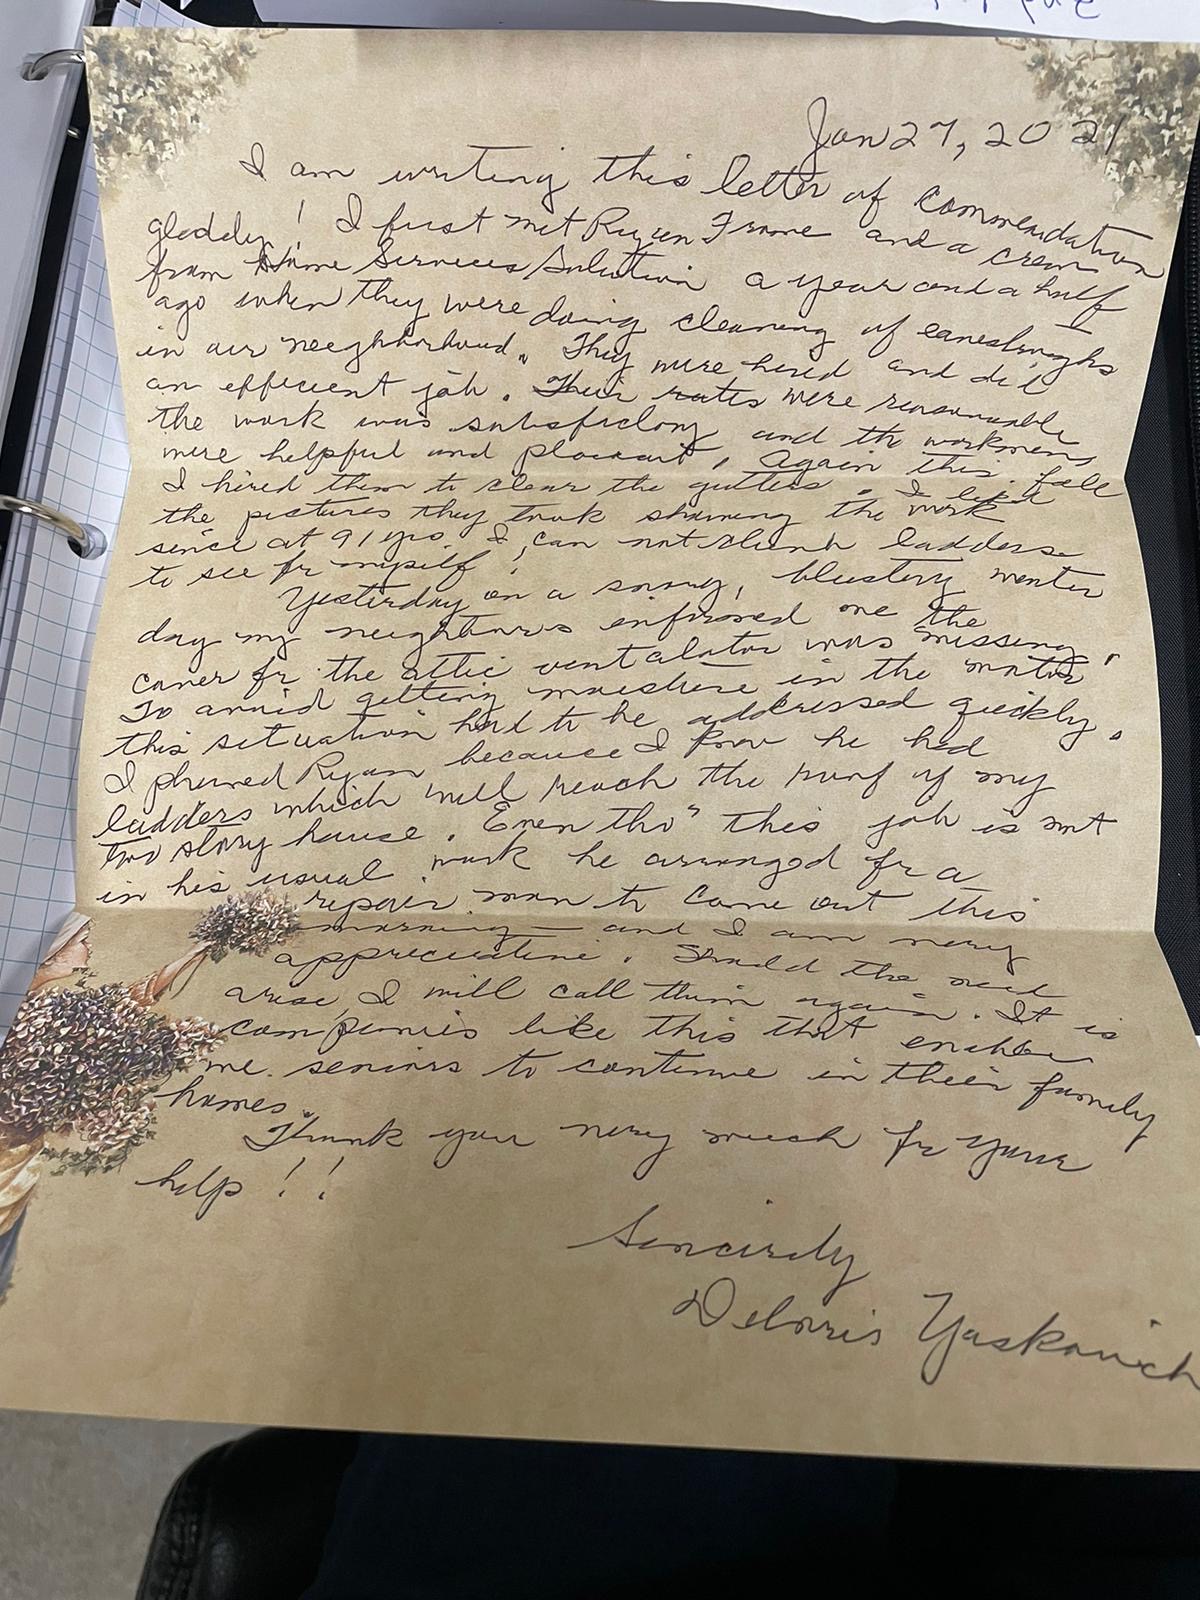 Jan 27, 2021
I am writing this letter of commendation
gladly! I first met Ryan Frame and a crew
from Home Services Solution a year and a half
ago when they were doing cleaning of eavestroughs
in our neighborhood. They were hired and did
an efficient job. Their rates were reasonable
the work was satisfactory and the workmens
were helpful and pleasant. Again this fall
I hired them to clear the gutters. I liked
the pictures they took showing the work
since at 91 yrs. I can not climb ladders
to see for myself!
Yesterday on a snowy, blustery winter
day my neighbours informed me the
cover for the attic ventalator was missing.
To avoid getting moisture in the
this situation had to be addressed quickly.
I phoned Ryan because I know he had
ladders which will reach the roof of my
two story house. Even tho" this job is not
in his usual work he arranged for a
repair man to come out this
morning — and I am very
appreciative. Should the need
arise, I will call them again. It is
companies like this that enable
me seniors to continue in their family
homes.
Thank you very much for your
help!!
Sincerely
Delorris Yaskovich